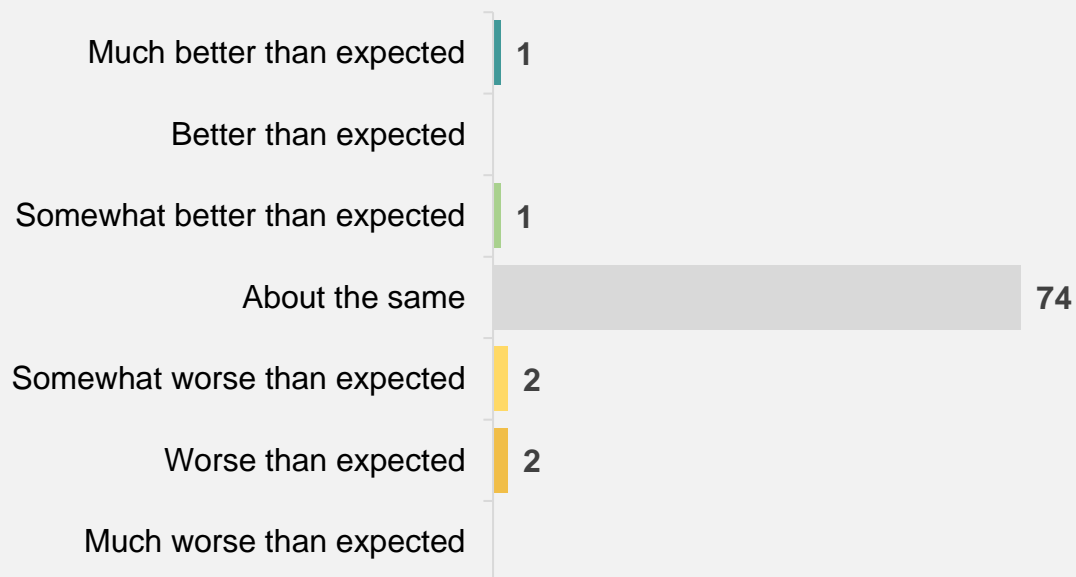 Much better than expected 1
Better than expected
Somewhat better than expected 1
About the same 74
Somewhat worse than expected 2
Worse than expected 2
Much worse than expected